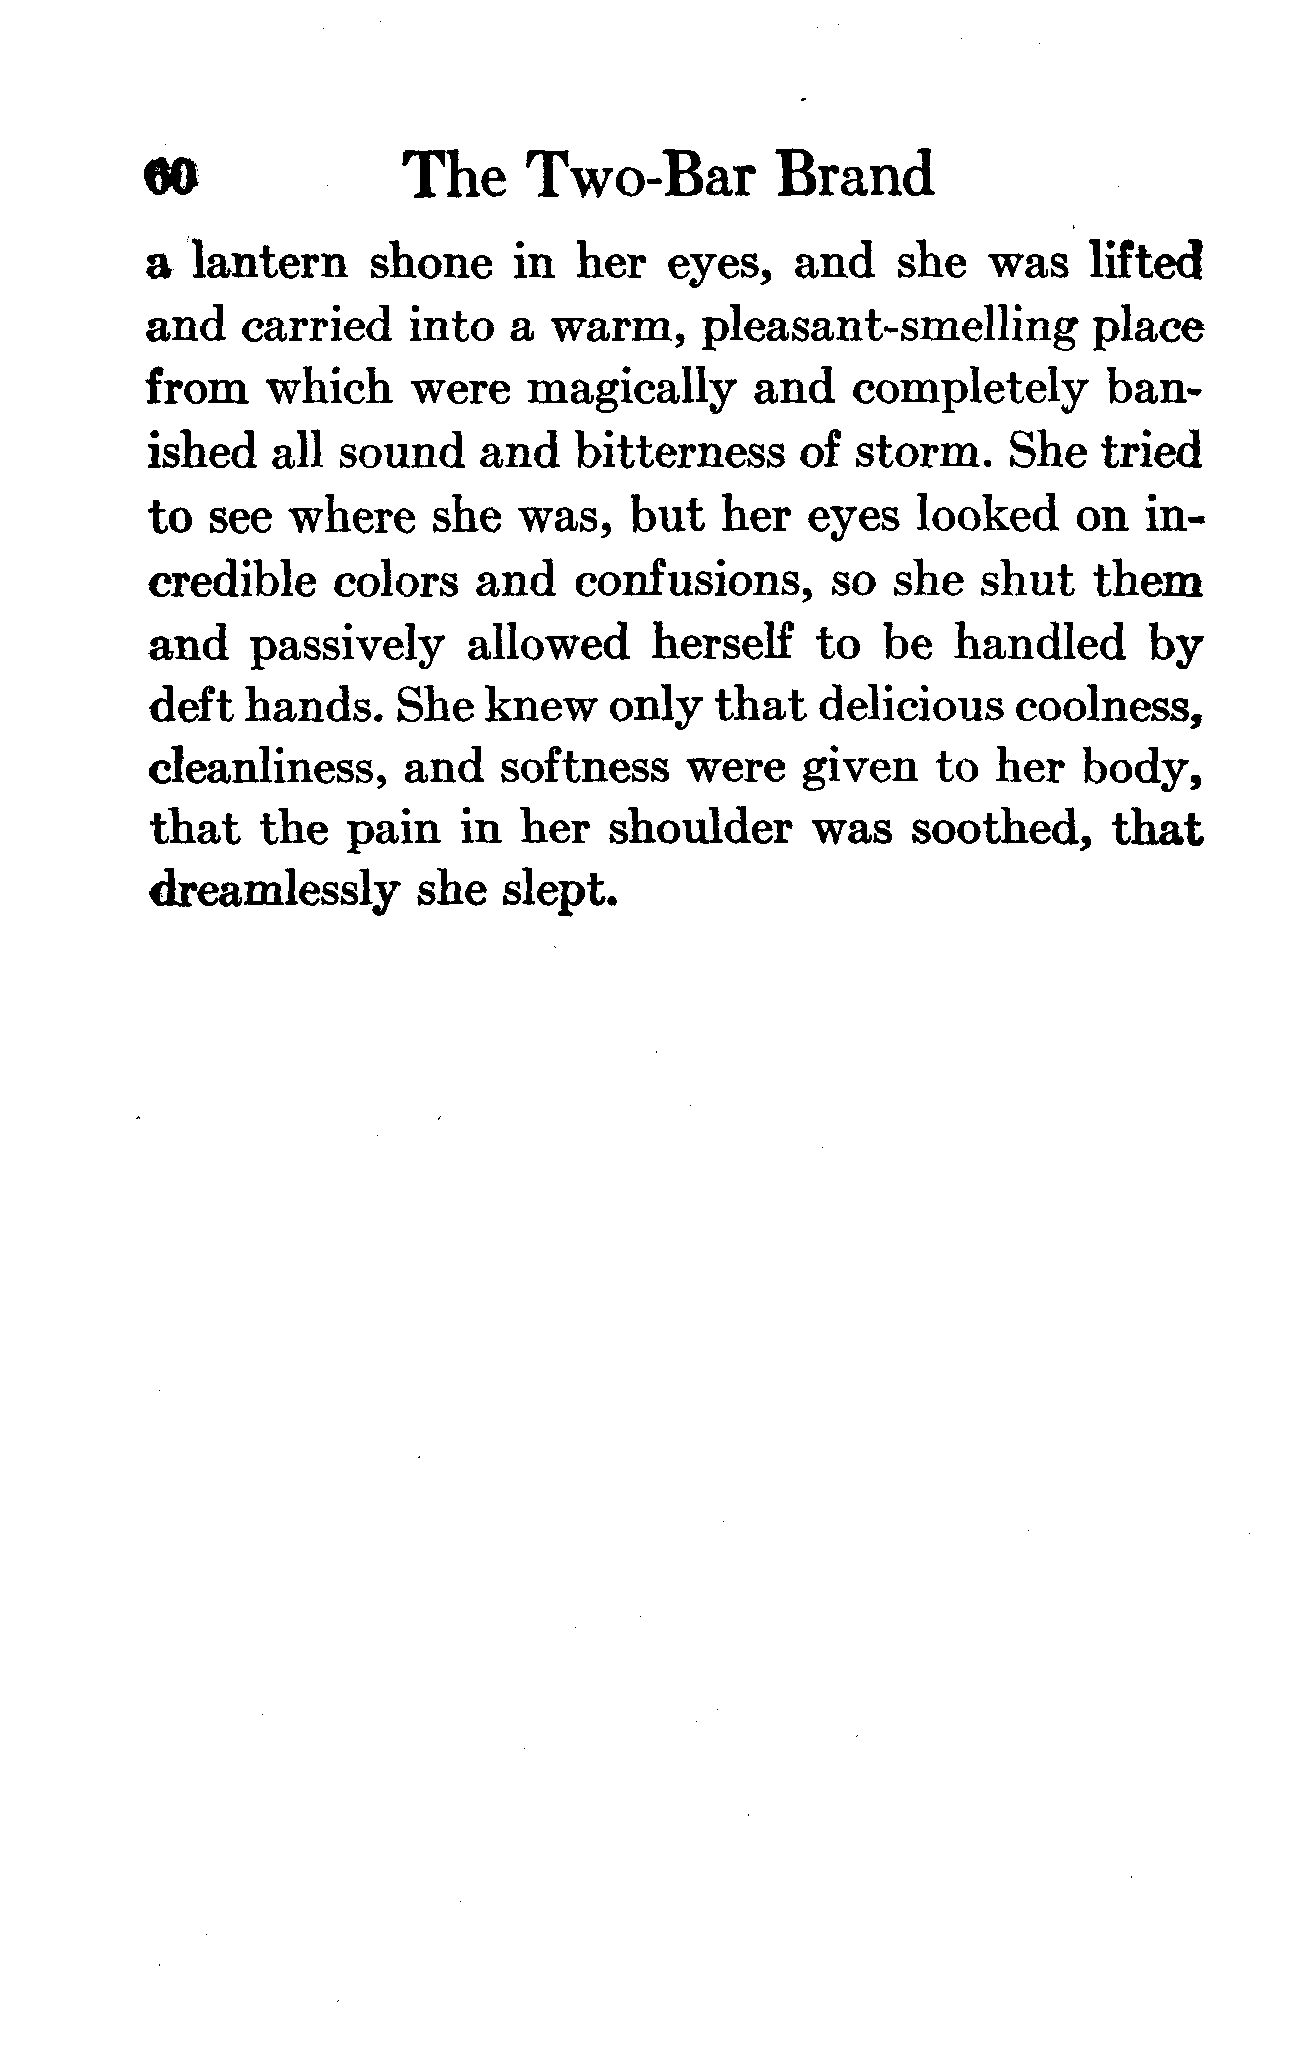 60 The Two-Bar Brand
a lantern shone in her eyes, and she was lifted
and carried into a warm, pleasant-smelling place
from which were magically and completely ban-
ished all sound and bitterness of storm. She tried
to see where she was, but her eyes looked on in-
credible colors and confusions, so she shut them
and passively allowed herself to be handled by
deft hands. She knew only that delicious coolness,
cleanliness, and softness were given to her body,
that the pain in her shoulder was soothed, that
dreamlessly she slept.